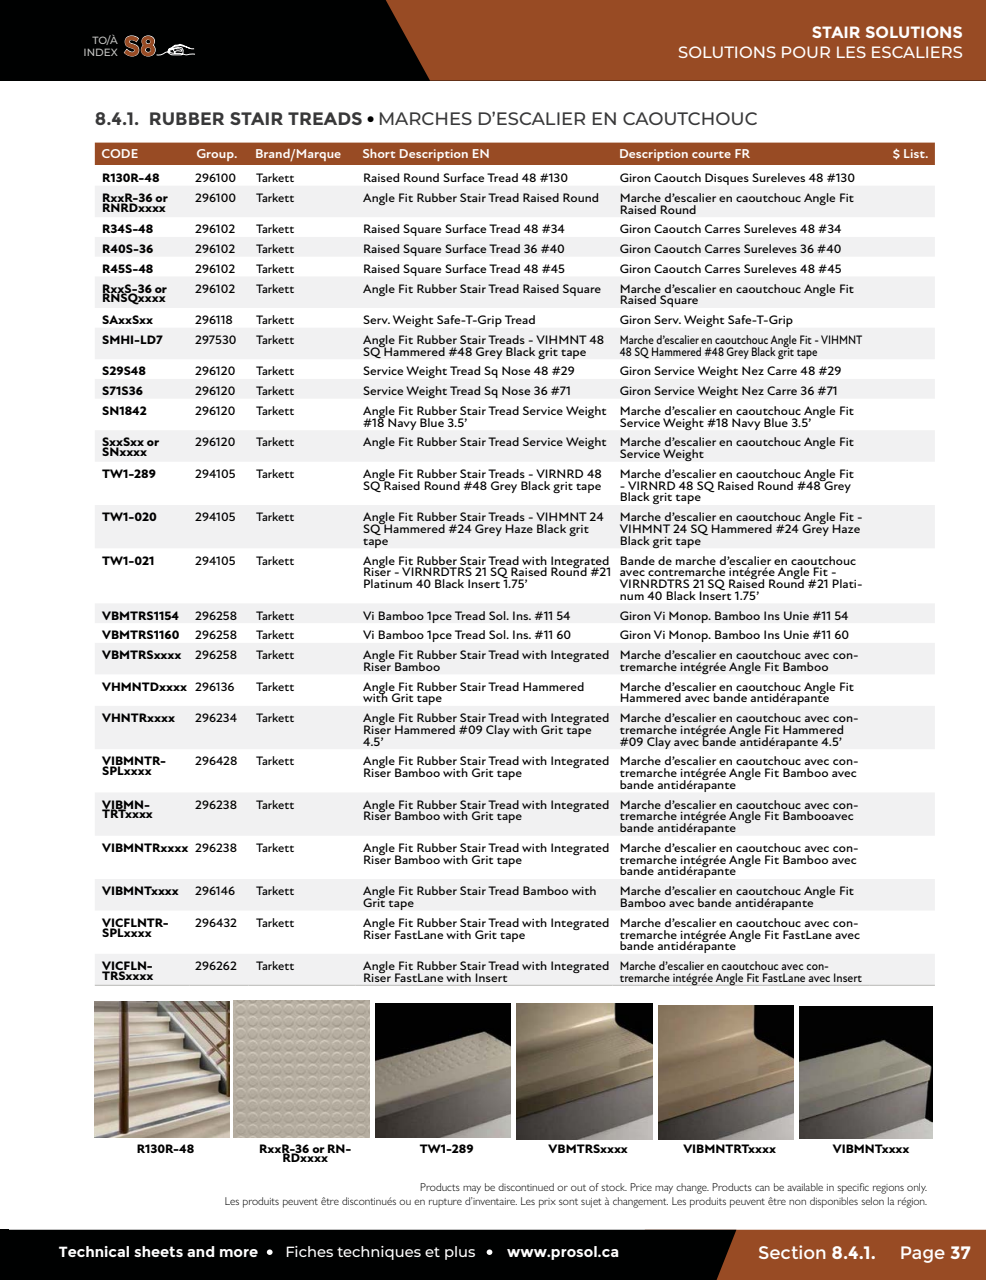 TO/À
INDEX S8
STAIR SOLUTIONS
SOLUTIONS POUR LES ESCALIERS
8.4.1. RUBBER STAIR TREADS • MARCHES D'ESCALIER EN CAOUTCHOUC
CODE Group. Brand/Marque Short Description EN Description courte FR $ List.
R130R-48 296100 Tarkett Raised Round Surface Tread 48 #130 Giron Caoutch Disques Sureleves 48 #130
RxxR-36 or 296100 Tarkett Angle Fit Rubber Stair Tread Raised Round Marche d'escalier en caoutchouc Angle Fit
RNRDxxxx Raised Round
R34S-48 296102 Tarkett Raised Square Surface Tread 48 #34 Giron Caoutch Carres Sureleves 48 #34
R40S-36 296102 Tarkett Raised Square Surface Tread 36 #40 Giron Caoutch Carres Sureleves 36 #40
R45S-48 296102 Tarkett Raised Square Surface Tread 48 #45 Giron Caoutch Carres Sureleves 48 #45
RxxS-36 or 296102 Tarkett Angle Fit Rubber Stair Tread Raised Square Marche d'escalier en caoutchouc Angle Fit
RNSQxxxx Raised Square
SAxxSxx 296118 Tarkett Serv. Weight Safe-T-Grip Tread Giron Serv. Weight Safe-T-Grip
SMHI-LD7 297530 Tarkett Angle Fit Rubber Stair Treads - VIHMNT 48 Marche d'escalier en caoutchouc Angle Fit - VIHMNT
SQ Hammered #48 Grey Black grit tape 48 SQ Hammered #48 Grey Black grit tape
S29S48 296120 Tarkett Service Weight Tread Sq Nose 48 #29 Giron Service Weight Nez Carre 48 #29
S71S36 296120 Tarkett Service Weight Tread Sq Nose 36 #71 Giron Service Weight Nez Carre 36 #71
SN1842 296120 Tarkett Angle Fit Rubber Stair Tread Service Weight Marche d'escalier en caoutchouc Angle Fit
#18 Navy Blue 3.5' Service Weight #18 Navy Blue 3.5'
SxxSxx or 296120 Tarkett Angle Fit Rubber Stair Tread Service Weight Marche d'escalier en caoutchouc Angle Fit
SNxxxx Service Weight
TW1-289 294105 Tarkett Angle Fit Rubber Stair Treads - VIRNRD 48 Marche d'escalier en caoutchouc Angle Fit
SQ Raised Round #48 Grey Black grit tape - VIRNRD 48 SQ Raised Round #48 Grey
Black grit tape
TW1-020 294105 Tarkett Angle Fit Rubber Stair Treads - VIHMNT 24 Marche d'escalier en caoutchouc Angle Fit -
SQ Hammered #24 Grey Haze Black grit VIHMNT 24 SQ Hammered #24 Grey Haze
tape Black grit tape
TW1-021 294105 Tarkett Angle Fit Rubber Stair Tread with Integrated Bande de marche d'escalier en caoutchouc
Riser - VIRNRDTRS 21 SQ Raised Round #21 avec contremarche intégrée Angle Fit -
Platinum 40 Black Insert 1.75' VIRNRDTRS 21 SQ Raised Round #21 Plati-
num 40 Black Insert 1.75'
VBMTRS1154 296258 Tarkett Vi Bamboo 1pce Tread Sol. Ins. #11 54 Giron Vi Monop. Bamboo Ins Unie #11 54
VBMTRS1160 296258 Tarkett Vi Bamboo 1pce Tread Sol. Ins. #11 60 Giron Vi Monop. Bamboo Ins Unie #11 60
VBMTRSxxxx 296258 Tarkett Angle Fit Rubber Stair Tread with Integrated Marche d'escalier en caoutchouc avec con-
Riser Bamboo tremarche intégrée Angle Fit Bamboo
VHMNTDxxxx 296136 Tarkett Angle Fit Rubber Stair Tread Hammered Marche d'escalier en caoutchouc Angle Fit
with Grit tape Hammered avec bande antidérapante
VHNTRxxxx 296234 Tarkett Angle Fit Rubber Stair Tread with Integrated Marche d'escalier en caoutchouc avec con-
Riser Hammered #09 Clay with Grit tape tremarche intégrée Angle Fit Hammered
4.5' #09 Clay avec bande antidérapante 4.5'
VIBMNTR- 296428 Tarkett Angle Fit Rubber Stair Tread with Integrated Marche d'escalier en caoutchouc avec con-
SPLxxxx Riser Bamboo with Grit tape tremarche intégrée Angle Fit Bamboo avec
bande antidérapante
VIBMN- 296238 Tarkett Angle Fit Rubber Stair Tread with Integrated Marche d'escalier en caoutchouc avec con-
TRTxxxx Riser Bamboo with Grit tape tremarche intégrée Angle Fit Bambooavec
bande antidérapante
VIBMNTRxxxx 296238 Tarkett Angle Fit Rubber Stair Tread with Integrated Marche d'escalier en caoutchouc avec con-
Riser Bamboo with Grit tape tremarche intégrée Angle Fit Bamboo avec
bande antidérapante
VIBMNTxxxx 296146 Tarkett Angle Fit Rubber Stair Tread Bamboo with Marche d'escalier en caoutchouc Angle Fit
Grit tape Bamboo avec bande antidérapante
VICFLNTR- 296432 Tarkett Angle Fit Rubber Stair Tread with Integrated Marche d'escalier en caoutchouc avec con-
SPLxxxx Riser FastLane with Grit tape tremarche intégrée Angle Fit FastLane avec
bande antidérapante
VICFLN- 296262 Tarkett Angle Fit Rubber Stair Tread with Integrated Marche d'escalier en caoutchouc avec con-
TRSxxxx Riser FastLane with Insert tremarche intégrée Angle Fit FastLane avec Insert
R130R-48 RxxR-36 or RN- TW1-289 VBMTRSxxxx VIBMNTRTxxxx VIBMNTxxxx
RDxxxx
Products may be discontinued or out of stock. Price may change. Products can be available in specific regions only.
Les produits peuvent être discontinués ou en rupture d'inventaire. Les prix sont sujet à changement. Les produits peuvent être non disponibles selon la région.
Technical sheets and more • Fiches techniques et plus • www.prosol.ca Section 8.4.1. Page 37